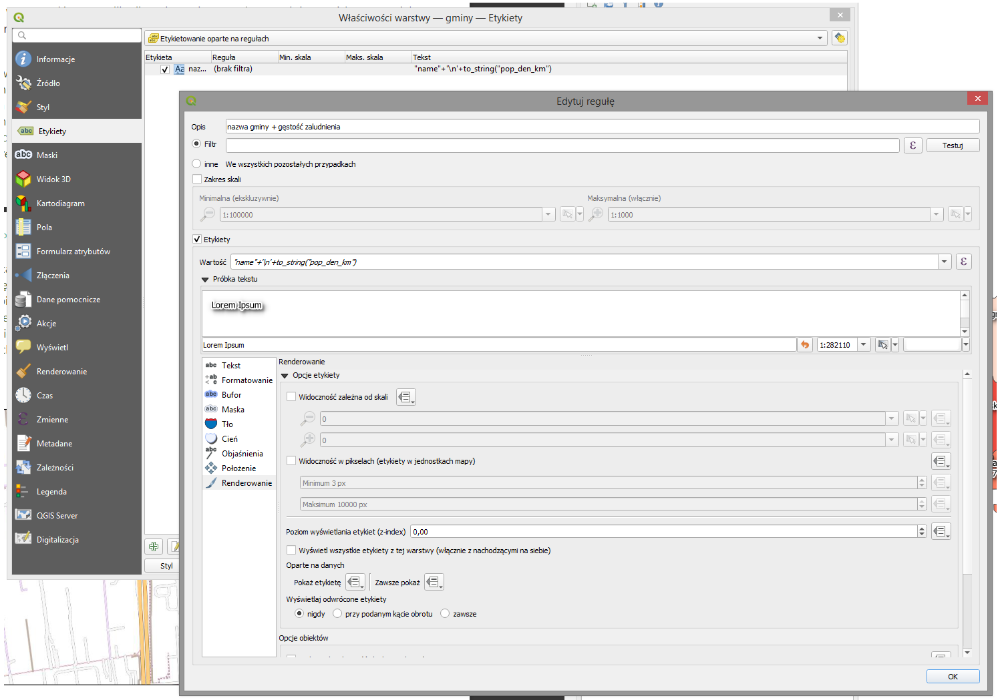 Właściwości warstwy — gminy — Etykiety
Etykietowanie oparte na regułach
Informacje
Źródło
Styl
Etykiety
Maski
Widok 3D
Kartodiagram
Pola
Formularz atrybutów
Złączenia
Dane pomocnicze
Akcje
Wyświetl
Renderowanie
Czas
Zmienne
Metadane
Zależności
Legenda
QGIS Server
Digitalizacja
Etykieta Reguła Min. skala Maks. skala Tekst
naz... (brak filtra) "name"+'\n'+to_string("pop_den_km")
Styl
Edytuj regułę
Opis nazwa gminy + gęstość zaludnienia
Filtr Testuj
inne We wszystkich pozostałych przypadkach
Zakres skali
Minimalna (ekskluzywnie) Maksymalna (włącznie)
1:100000 1:1000
Etykiety
Wartość "name"+'\n'+to_string("pop_den_km")
Próbka tekstu
Lorem Ipsum
Lorem Ipsum 1:282110
abc Tekst
Formatowanie
abc Bufor
abc Maska
Tło
Cień
abc Objaśnienia
Położenie
Renderowanie
Renderowanie
Opcje etykiety
Widoczność zależna od skali
0
0
Widoczność w pikselach (etykiety w jednostkach mapy)
Minimum 3 px
Maksimum 10000 px
Poziom wyświetlania etykiet (z-index) 0,00
Wyświetl wszystkie etykiety z tej warstwy (włącznie z nachodzącymi na siebie)
Oparte na danych
Pokaż etykietę Zawsze pokaż
Wyświetlaj odwrócone etykiety
nigdy przy podanym kącie obrotu zawsze
Opcje obiektów
OK